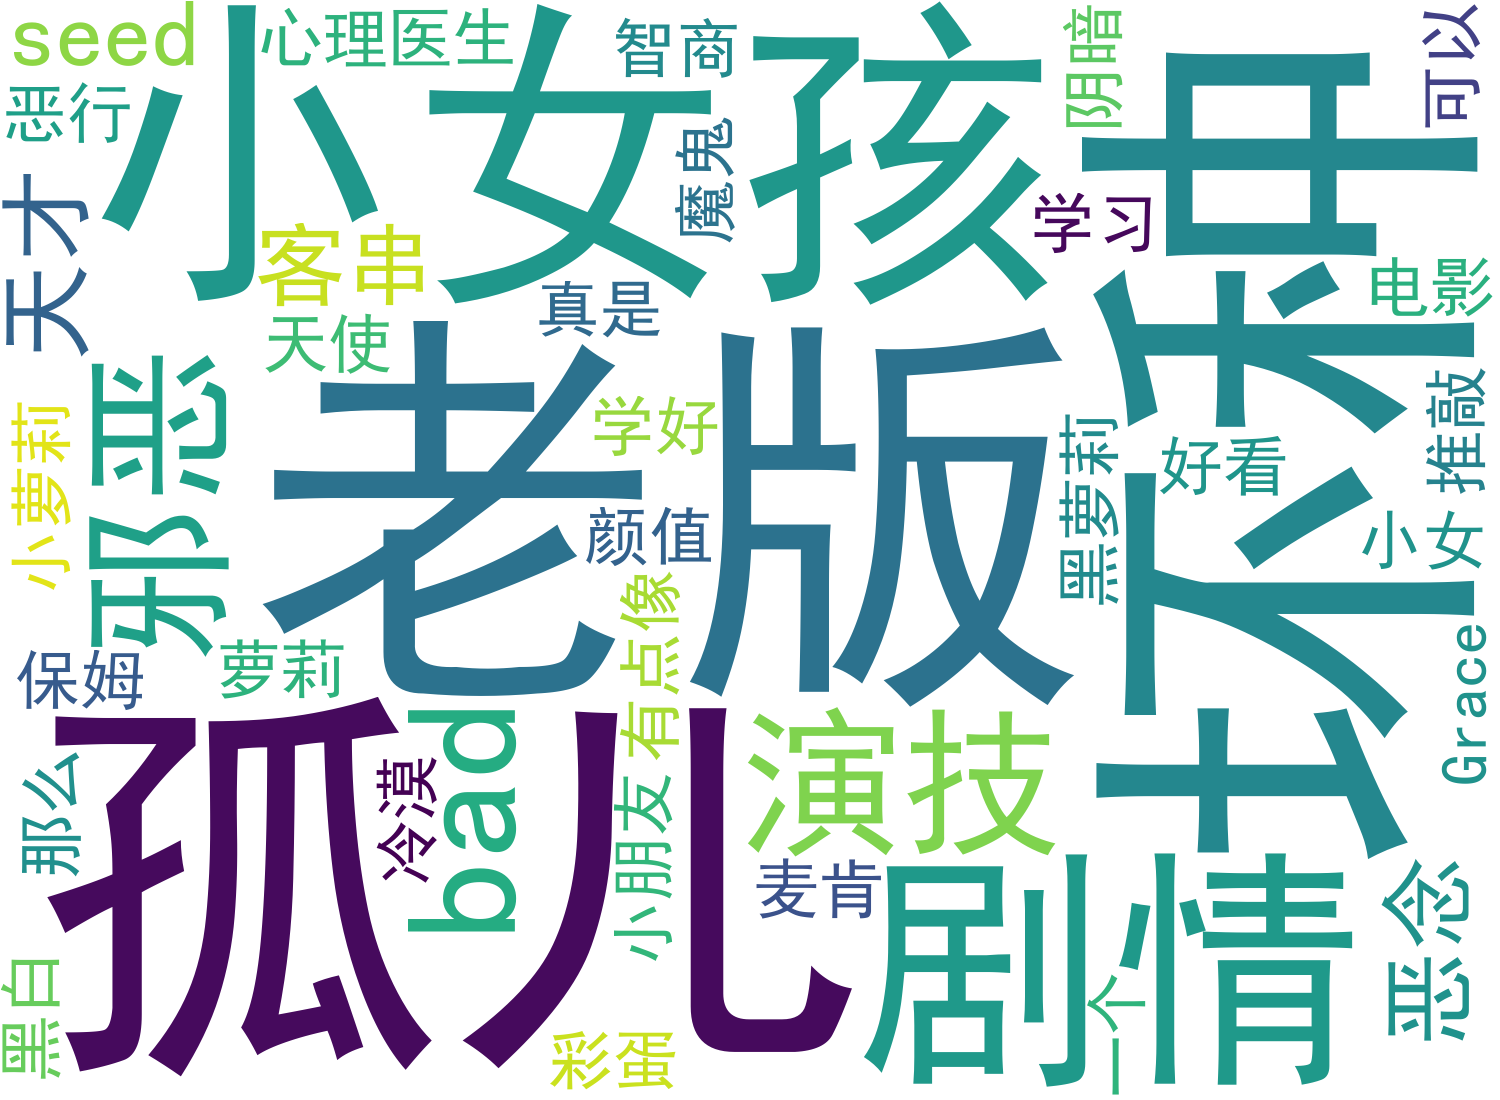 seed
心理医生
智商
阴暗
可以
恶行
小女孩
魔鬼
坏种
天才
客串
学习
天使
真是
电影
邪恶
老版
小萝莉
学好
黑萝莉
好看
推敲
颜值
小女
保姆
萝莉
有点像
Grace
孤儿
bad
演技
那么
冷漠
小朋友
麦肯
剧情
恶念
黑白
一个
彩蛋